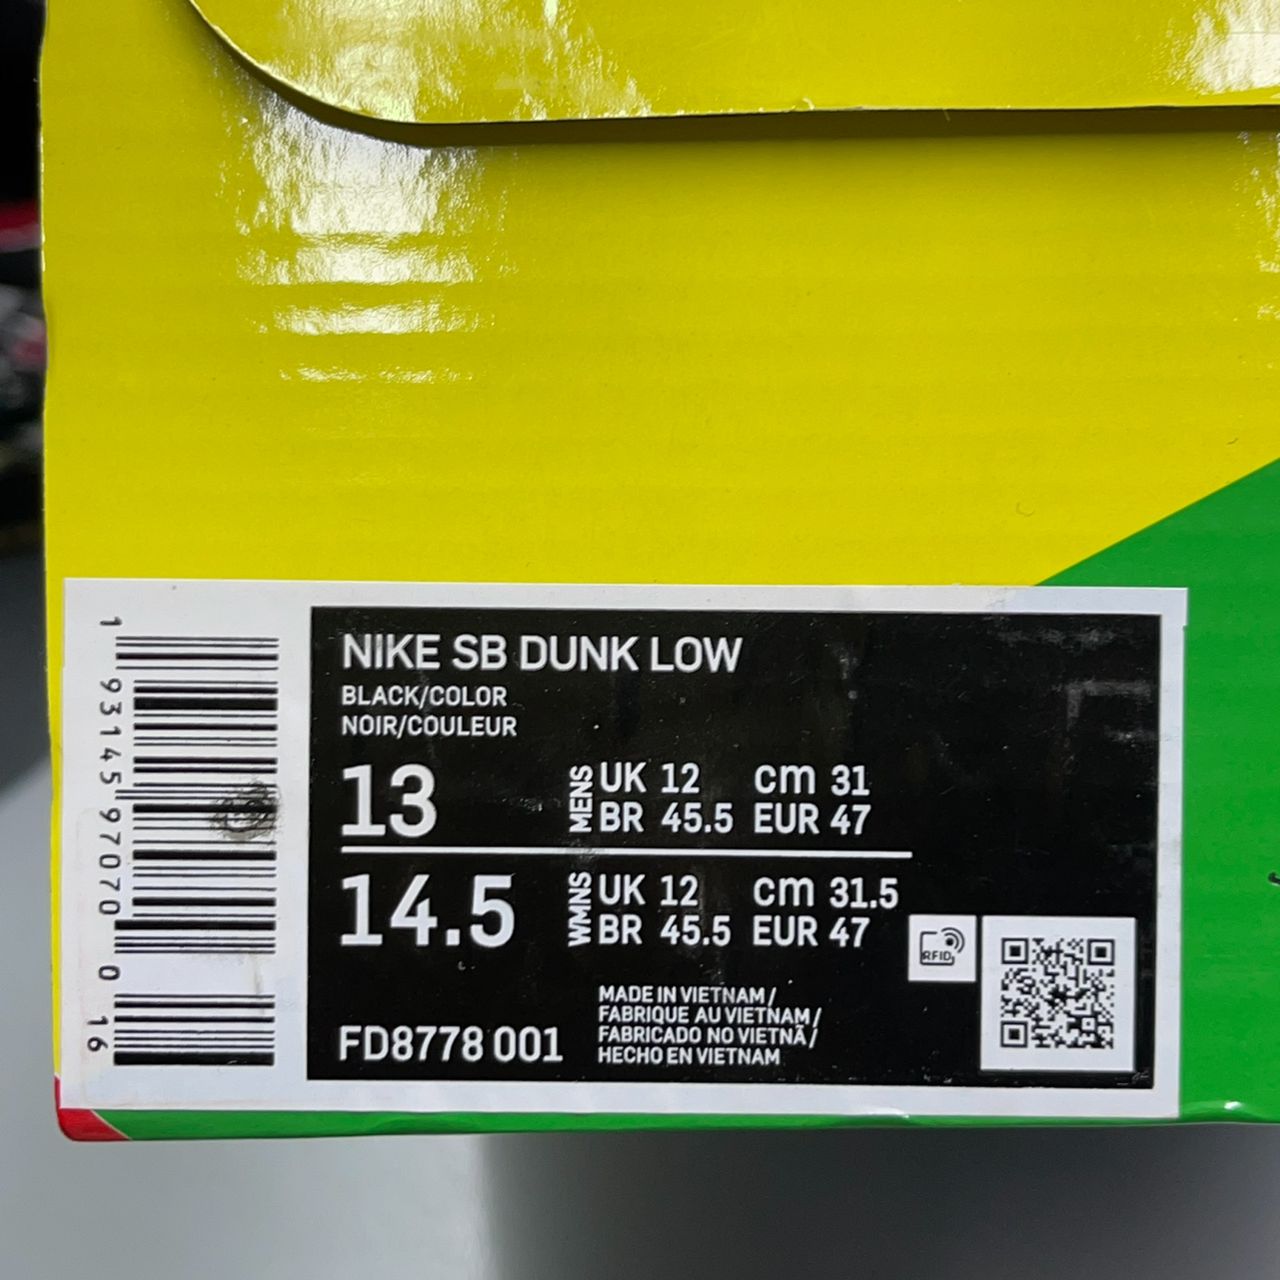 NIKE SB DUNK LOW
BLACK/COLOR
NOIR/COULEUR
13
MENS
UK 12 cm 31
BR 45.5 EUR 47
14.5
WMNS
UK 12 cm 31.5
BR 45.5 EUR 47
RFID
MADE IN VIETNAM/
FABRIQUE AU VIETNAM/
FABRICADO NO VIETNÃ/
HECHO EN VIETNAM
FD8778 001
1 93145 97070 0 16